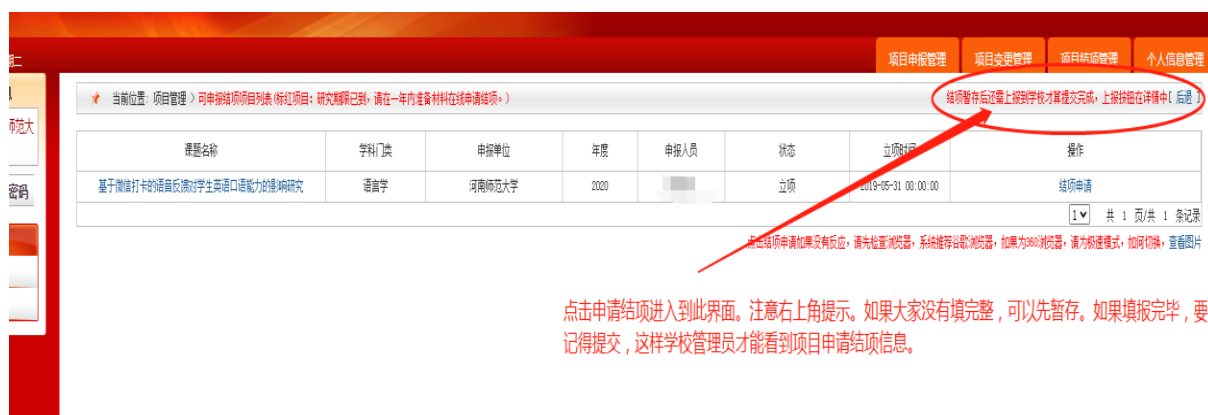 项目申报管理 项目变更管理 项目结项管理 个人信息管理
期二
当前位置：项目管理 > 可申报结项项目列表(标红项目：研究期限已到，请在一年内准备材料在线申请结项。)
结项暂存后还需上报到学校才算提交完成，上报按钮在详情中[ 后退 ]
师范大
密码
课题名称 学科门类 申报单位 年度 申报人员 状态 立项时间 操作
基于微信打卡的语音反馈对学生英语口语能力的影响研究 语言学 河南师范大学 2020 立项 2019-05-31 00:00:00 结项申请
1 共 1 页/共 1 条记录
点击结项申请如果没有反应，请先检查浏览器，系统推荐谷歌浏览器，如果为360浏览器，请为极速模式，如何切换，查看图片
点击申请结项进入到此界面。注意右上角提示。如果大家没有填完整，可以先暂存。如果填报完毕，要
记得提交，这样学校管理员才能看到项目申请结项信息。